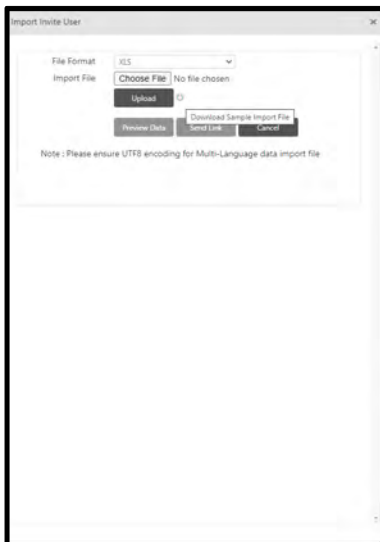 Import Invite User ×
File Format XLS
Import File Choose File No file chosen
Upload
Download Sample Import File
Preview Data Send Link Cancel
Note : Please ensure UTF8 encoding for Multi-Language data import file